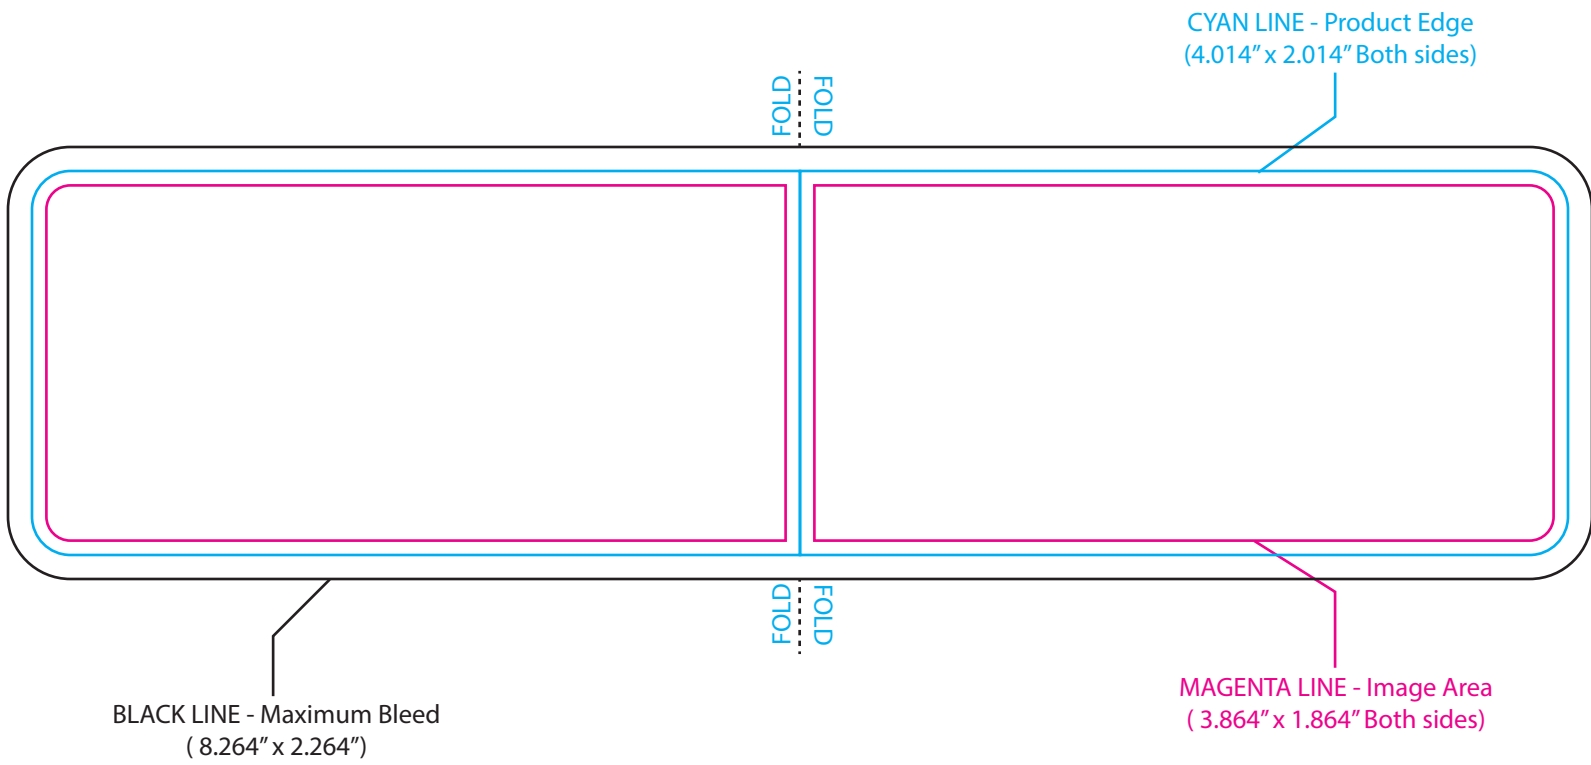 CYAN LINE - Product Edge
(4.014” x 2.014” Both sides)
FOLD
FOLD
FOLD
FOLD
BLACK LINE - Maximum Bleed
( 8.264” x 2.264”)
MAGENTA LINE - Image Area
( 3.864” x 1.864” Both sides)